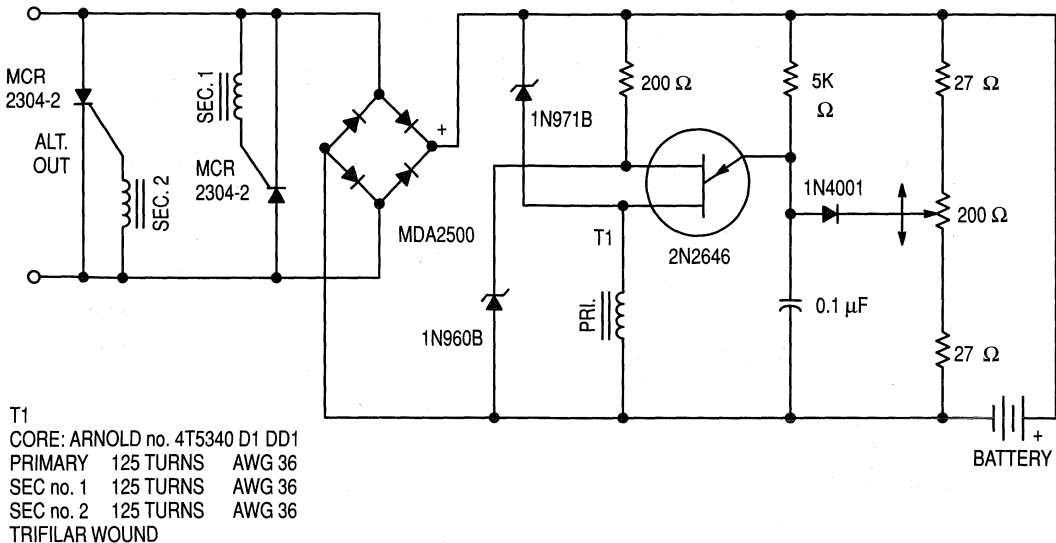 MCR
2304-2
ALT.
OUT
SEC. 2
SEC. 1
MCR
2304-2
+
MDA2500
1N971B
1N960B
200 Ω
T1
PRI.
2N2646
5K
Ω
1N4001
0.1 µF
27 Ω
200 Ω
27 Ω
+
BATTERY
T1
CORE: ARNOLD no. 4T5340 D1 DD1
PRIMARY 125 TURNS AWG 36
SEC no. 1 125 TURNS AWG 36
SEC no. 2 125 TURNS AWG 36
TRIFILAR WOUND